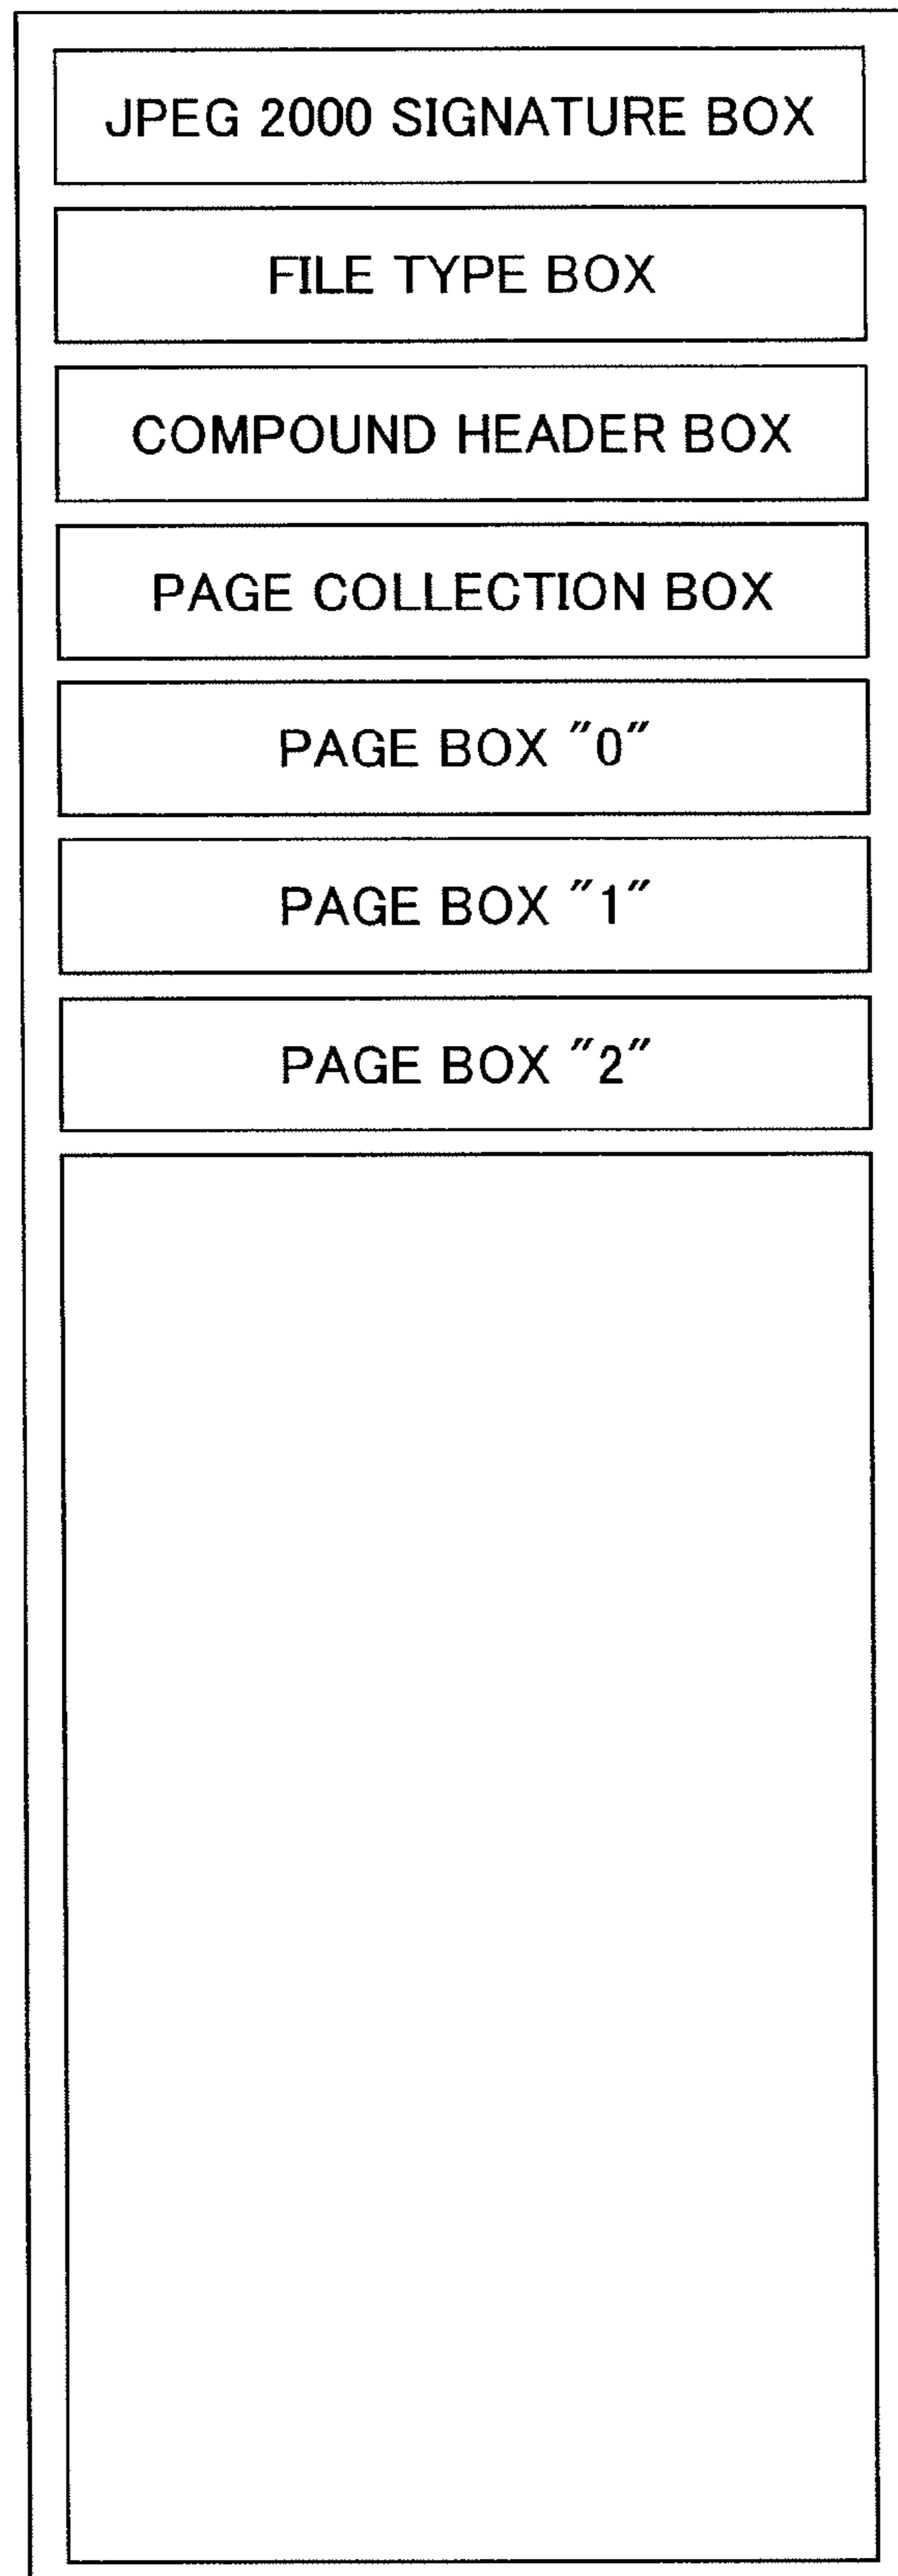 JPEG 2000 SIGNATURE BOX
FILE TYPE BOX
COMPOUND HEADER BOX
PAGE COLLECTION BOX
PAGE BOX ″0″
PAGE BOX ″1″
PAGE BOX ″2″